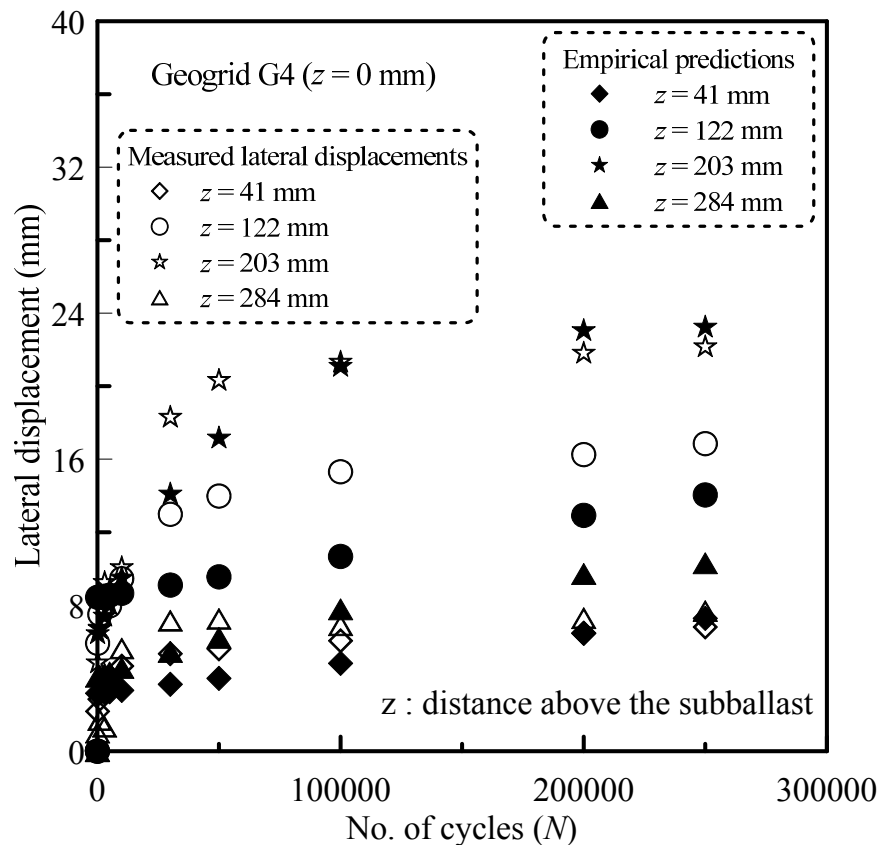 40
32
24
16
8
0
Lateral displacement (mm)
Geogrid G4 (z = 0 mm)
Measured lateral displacements
z = 41 mm
z = 122 mm
z = 203 mm
z = 284 mm
Empirical predictions
z = 41 mm
z = 122 mm
z = 203 mm
z = 284 mm
z : distance above the subballast
0
100000
200000
300000
No. of cycles (N)